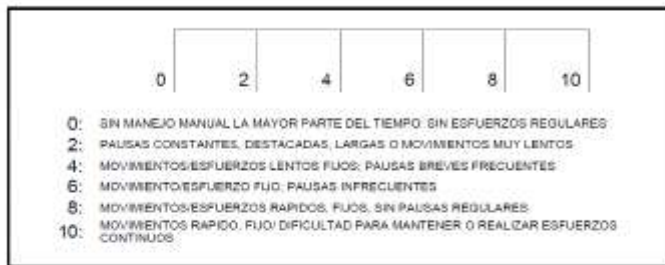 0 2 4 6 8 10
0: SIN MANEJO MANUAL LA MAYOR PARTE DEL TIEMPO: SIN ESFUERZOS REGULARES
2: PAUSAS CONSTANTES, DESTACADAS, LARGAS O MOVIMIENTOS MUY LENTOS
4: MOVIMIENTOS/ESFUERZOS LENTOS FIJOS; PAUSAS BREVES FRECUENTES
6: MOVIMIENTO/ESFUERZO FIJO; PAUSAS INFRECUENTES
8: MOVIMIENTOS/ESFUERZOS RAPIDOS, FIJOS, SIN PAUSAS REGULARES
10: MOVIMIENTOS RAPIDO, FIJO/ DIFICULTAD PARA MANTENER O REALIZAR ESFUERZOS
CONTINUOS